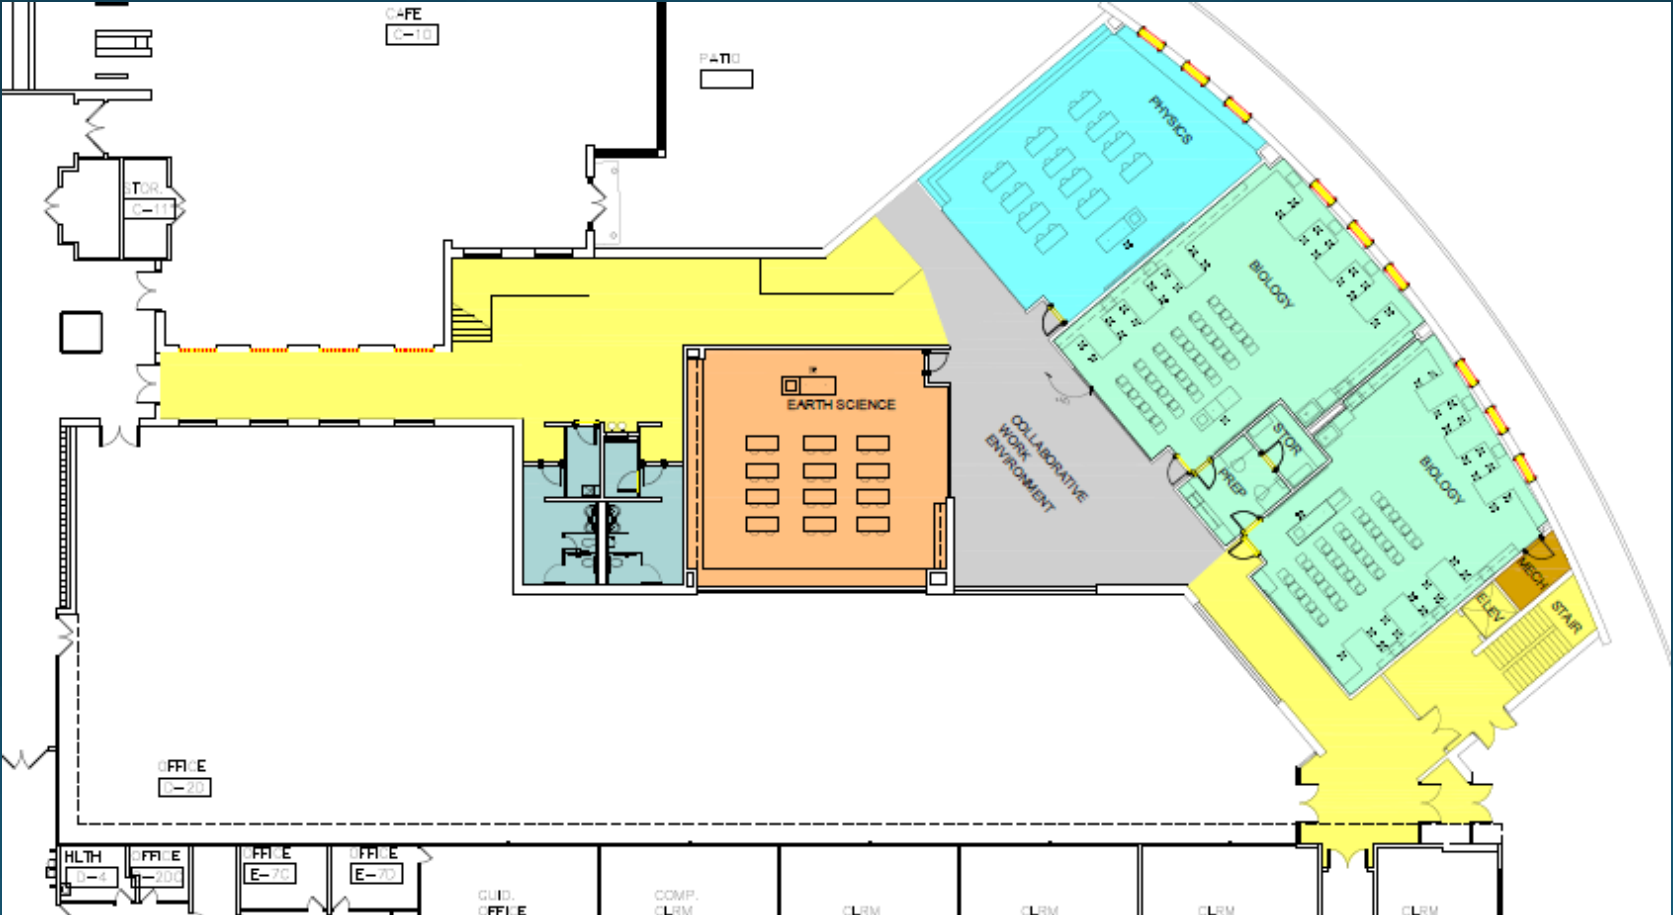 CAFE
C-10
PATIO
STOR.
C-11
PHYSICS
BIOLOGY
EARTH SCIENCE
COLLABORATIVE
WORK
ENVIRONMENT
STOR
PREP
BIOLOGY
MECH
ELEV
STAIR
OFFICE
D-20
HLTH
D-4
OFFICE
OFFICE
E-7C
OFFICE
E-7D
GUID.
OFFICE
COMP.
CLRM
CLRM
CLRM
CLRM
CLRM